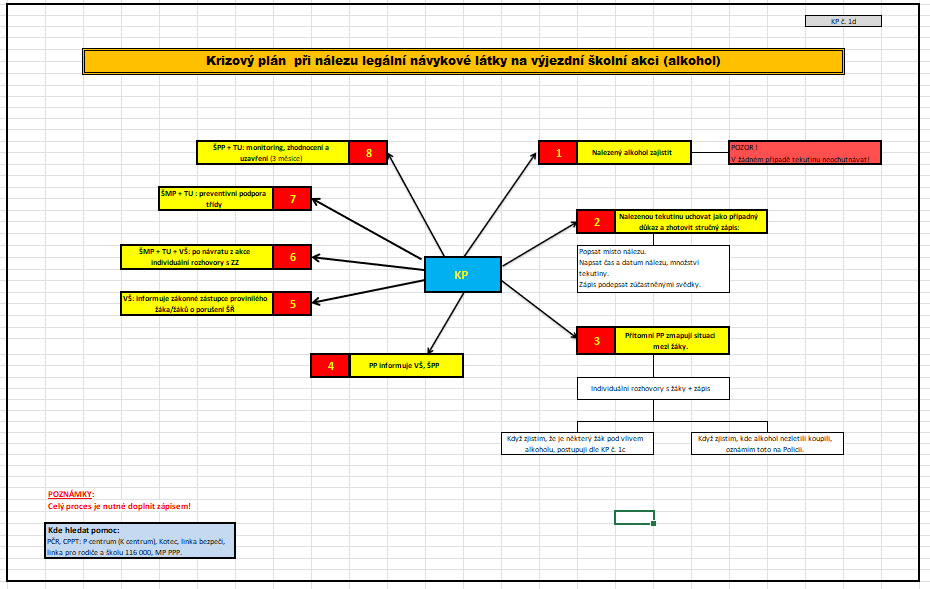 KP č. 1d
Krizový plán  při nálezu legální návykové látky na výjezdní školní akci (alkohol)
KP
1
Nalezený alkohol zajistit
POZOR !
V žádném případě tekutinu neochutnávat!
2
Nalezenou tekutinu uchovat jako případný
důkaz a zhotovit stručný zápis:
Popsat místo nálezu.
Napsat čas a datum nálezu, množství
tekutiny.
Zápis podepsat zúčastněnými svědky.
3
Přítomní PP zmapují situaci
mezi žáky.
Individuální rozhovory s žáky + zápis
Když zjistím, že je některý žák pod vlivem
alkoholu, postupuji dle KP č. 1c
Když zjistím, kde alkohol nezletilí koupili,
oznámím toto na Policii.
4
PP informuje VŠ, ŠPP
VŠ: informuje zákonné zástupce provinilého
žáka/žáků o porušení ŠŘ
5
ŠMP + TU + VŠ: po návratu z akce
individuální rozhovory s ZZ
6
ŠMP + TU : preventivní podpora
třídy
7
ŠPP + TU: monitoring, zhodnocení a
uzavření (3 měsíce)
8
POZNÁMKY:
Celý proces je nutné doplnit zápisem!
Kde hledat pomoc:
PČR, CPPT: P centrum (K centrum), Kotec, linka bezpečí,
linka pro rodiče a školu 116 000, MP PPP.